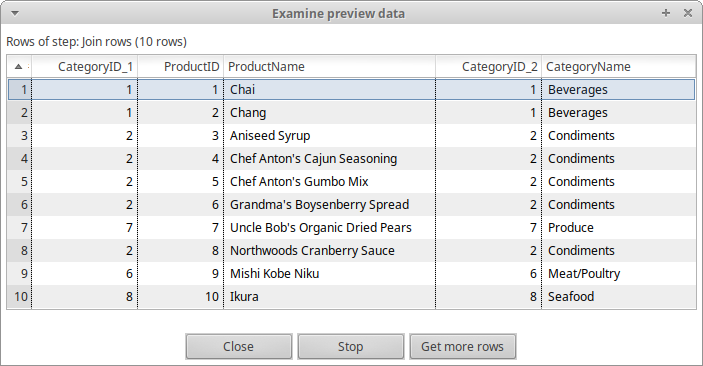 Examine preview data
Rows of step: Join rows (10 rows)
CategoryID_1 ProductID ProductName CategoryID_2 CategoryName
1 1 1 Chai 1 Beverages
2 1 2 Chang 1 Beverages
3 2 3 Aniseed Syrup 2 Condiments
4 2 4 Chef Anton's Cajun Seasoning 2 Condiments
5 2 5 Chef Anton's Gumbo Mix 2 Condiments
6 2 6 Grandma's Boysenberry Spread 2 Condiments
7 7 7 Uncle Bob's Organic Dried Pears 7 Produce
8 2 8 Northwoods Cranberry Sauce 2 Condiments
9 6 9 Mishi Kobe Niku 6 Meat/Poultry
10 8 10 Ikura 8 Seafood
Close Stop Get more rows